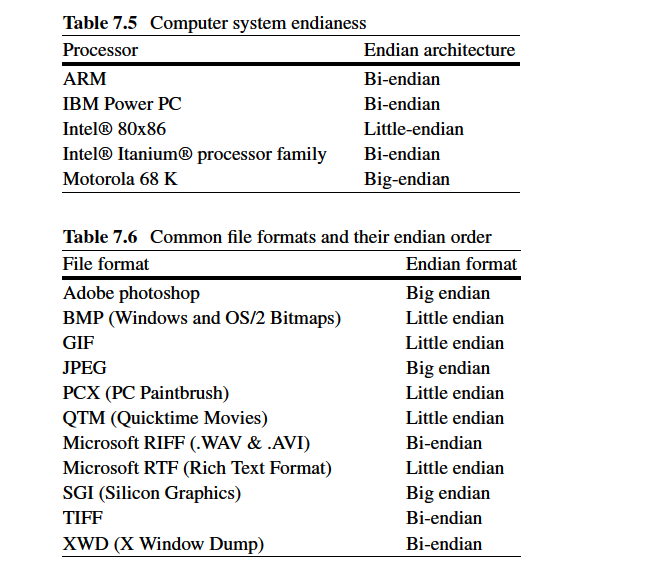 Table 7.5 Computer system endianess
Processor Endian architecture
ARM Bi-endian
IBM Power PC Bi-endian
Intel® 80x86 Little-endian
Intel® Itanium® processor family Bi-endian
Motorola 68 K Big-endian
Table 7.6 Common file formats and their endian order
File format Endian format
Adobe photoshop Big endian
BMP (Windows and OS/2 Bitmaps) Little endian
GIF Little endian
JPEG Big endian
PCX (PC Paintbrush) Little endian
QTM (Quicktime Movies) Little endian
Microsoft RIFF (.WAV & .AVI) Bi-endian
Microsoft RTF (Rich Text Format) Little endian
SGI (Silicon Graphics) Big endian
TIFF Bi-endian
XWD (X Window Dump) Bi-endian